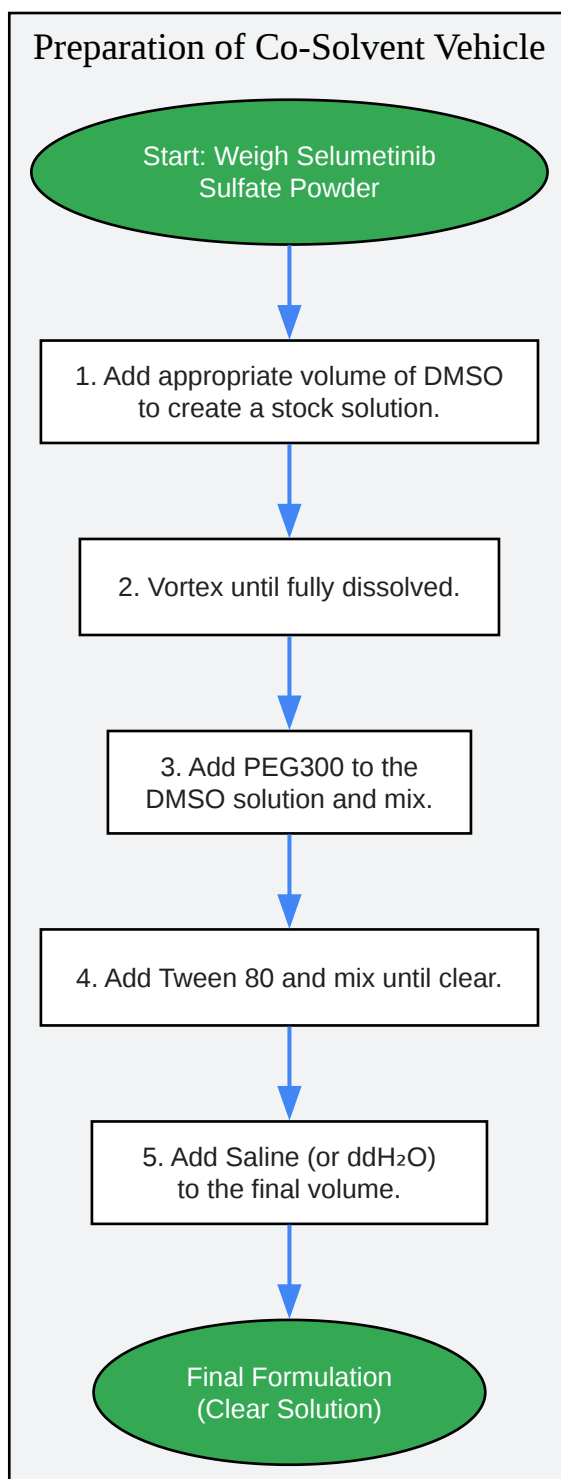 Preparation of Co-Solvent Vehicle
Start: Weigh Selumetinib
Sulfate Powder
1. Add appropriate volume of DMSO
to create a stock solution.
2. Vortex until fully dissolved.
3. Add PEG300 to the
DMSO solution and mix.
4. Add Tween 80 and mix until clear.
5. Add Saline (or ddH₂O)
to the final volume.
Final Formulation
(Clear Solution)